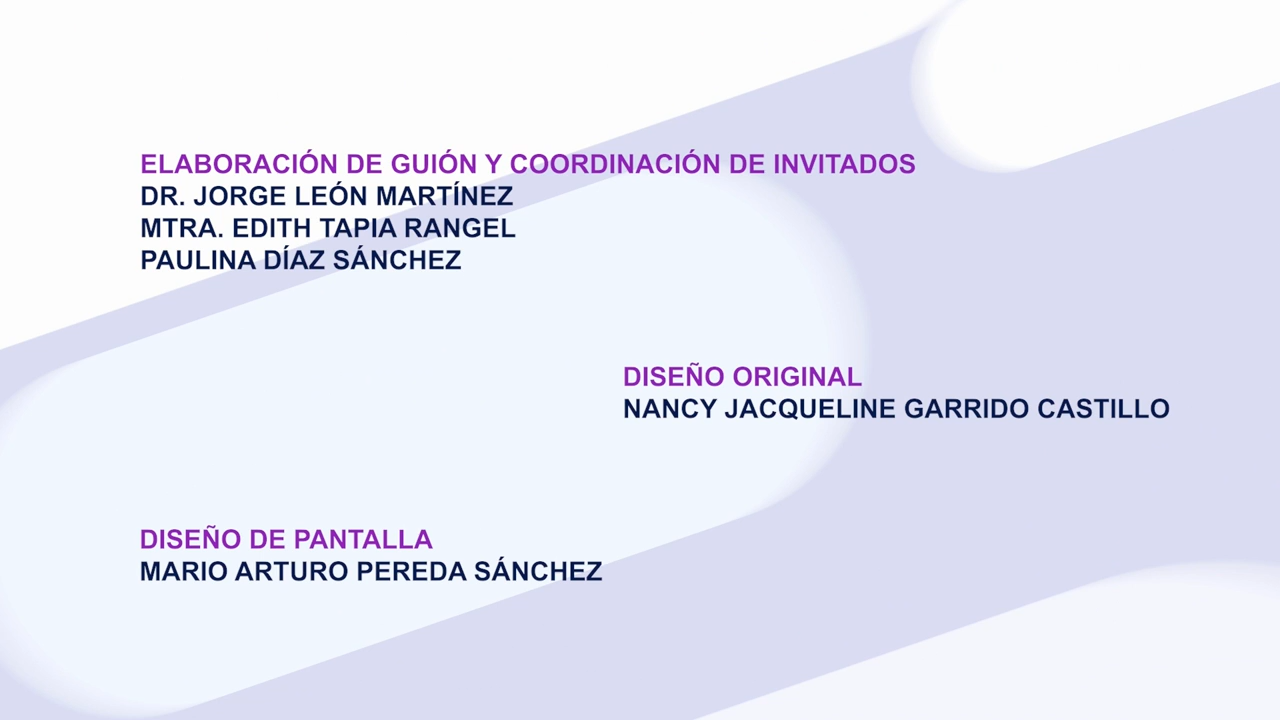 ELABORACIÓN DE GUIÓN Y COORDINACIÓN DE INVITADOS
DR. JORGE LEÓN MARTÍNEZ
MTRA. EDITH TAPIA RANGEL
PAULINA DÍAZ SÁNCHEZ
DISEÑO ORIGINAL
NANCY JACQUELINE GARRIDO CASTILLO
DISEÑO DE PANTALLA
MARIO ARTURO PEREDA SÁNCHEZ